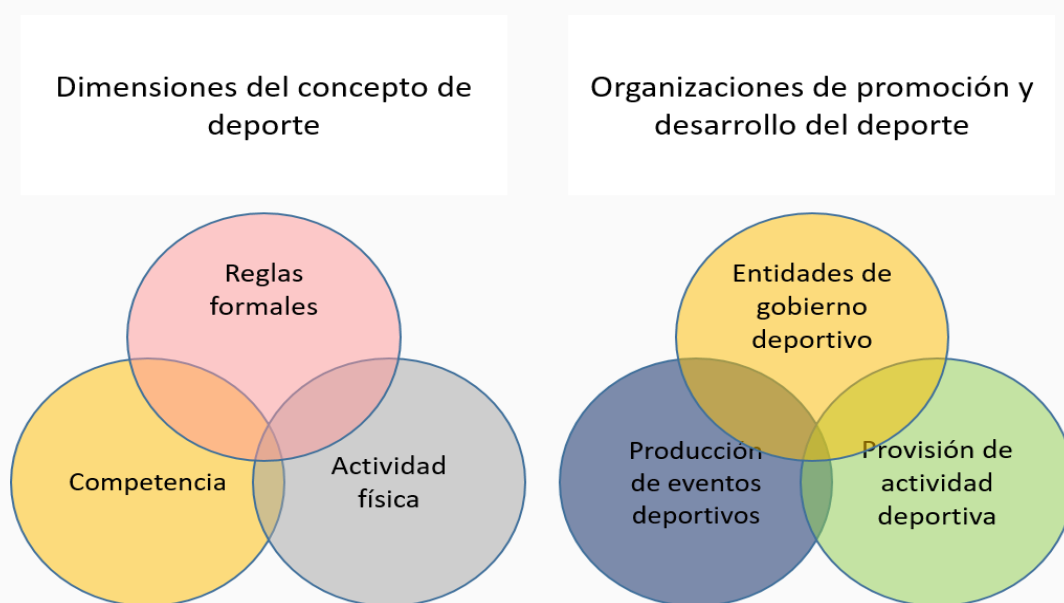 Dimensiones del concepto de
deporte
Organizaciones de promoción y
desarrollo del deporte
Reglas
formales
Competencia
Actividad
física
Entidades de
gobierno
deportivo
Producción
de eventos
deportivos
Provisión de
actividad
deportiva